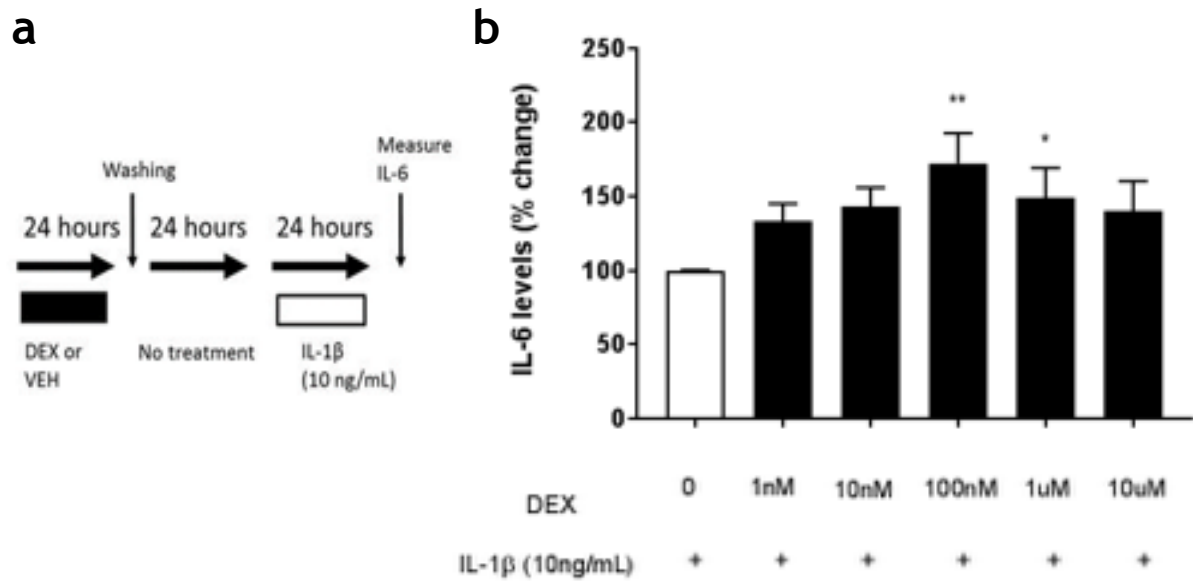 a
Washing
Measure
IL-6
24 hours 24 hours 24 hours
DEX or
VEH
No treatment
IL-1β
(10 ng/mL)
b
IL-6 levels (% change)
250
200
150
100
50
0
**
*
DEX 0 1nM 10nM 100nM 1uM 10uM
IL-1β (10ng/mL) + + + + + +